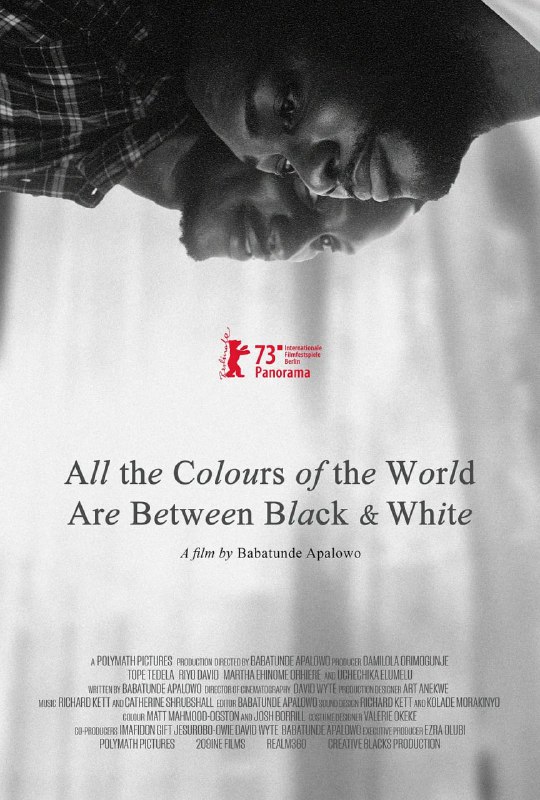 Berlinale
73 Internationale
Filmfestspiele
Berlin
Panorama
All the Colours of the World
Are Between Black & White
A film by Babatunde Apalowo
A POLYMATH PICTURES PRODUCTION DIRECTED BY BABATUNDE APALOWO PRODUCER DAMILOLA ORIMOGUNJE
TOPE TEDELA RIYO DAVID MARTHA EHINOME ORHIERE AND UCHECHIKA ELUMELU
WRITTEN BY BABATUNDE APALOWO DIRECTOR OF CINEMATOGRAPHY DAVID WYTE PRODUCTION DESIGNER ART ANEKWE
MUSIC RICHARD KETT AND CATHERINE SHRUBSHALL EDITOR BABATUNDE APALOWO SOUND DESIGN RICHARD KETT AND KOLADE MORAKINYO
COLOUR MATT MAHMOOD-OGSTON AND JOSH BORRILL COSTUME DESIGNER VALERIE OKEKE
CO-PRODUCERS IMAFIDON GIFT JESUROBO-OWIE DAVID WYTE BABATUNDE APALOWO EXECUTIVE PRODUCER EZRA OLUBI
POLYMATH PICTURES 209INE FILMS REALM360 CREATIVE BLACKS PRODUCTION